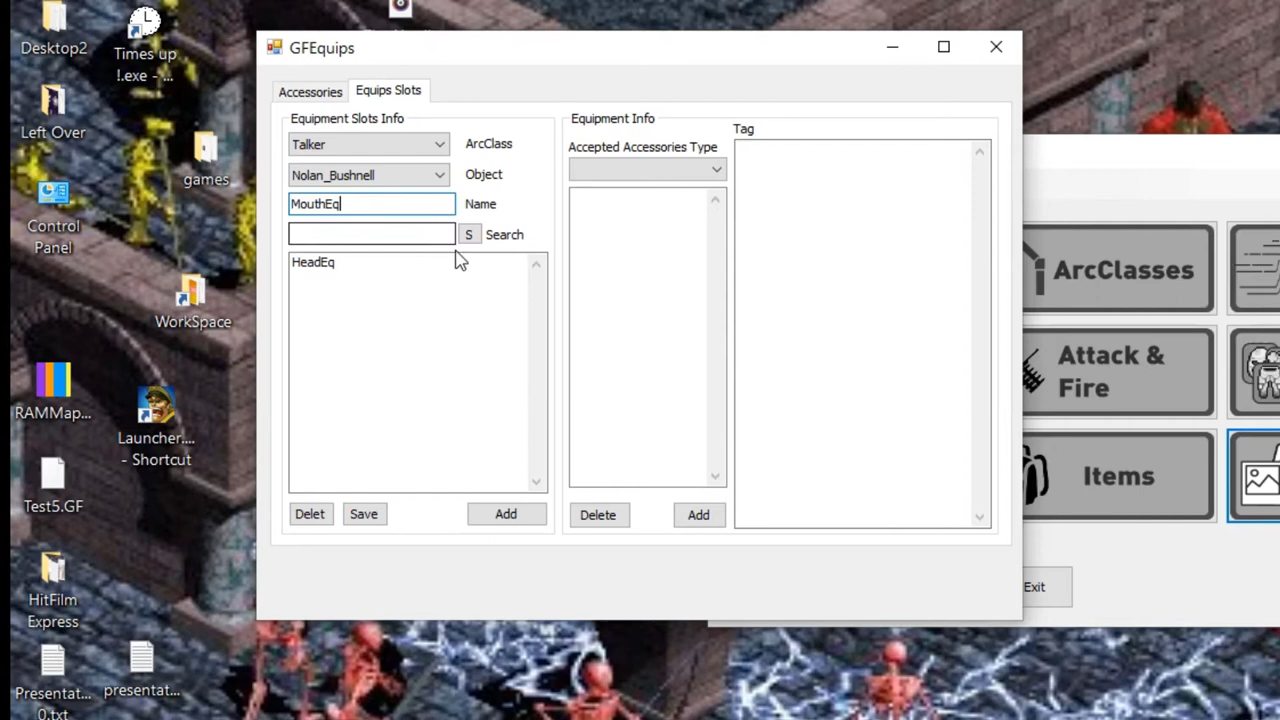 Desktop2
Times up
!.exe - ...
Left Over
games
Control
Panel
WorkSpace
RAMMap...
Launcher....
- Shortcut
Test5.GF
HitFilm
Express
Presentat...
0.txt
presentat...
GFEquips
Accessories
Equips Slots
Equipment Slots Info
Talker
ArcClass
Nolan_Bushnell
Object
MouthEq
Name
S
Search
HeadEq
Delet
Save
Add
Equipment Info
Accepted Accessories Type
Delete
Add
Tag
ArcClasses
Attack &
Fire
Items
Exit